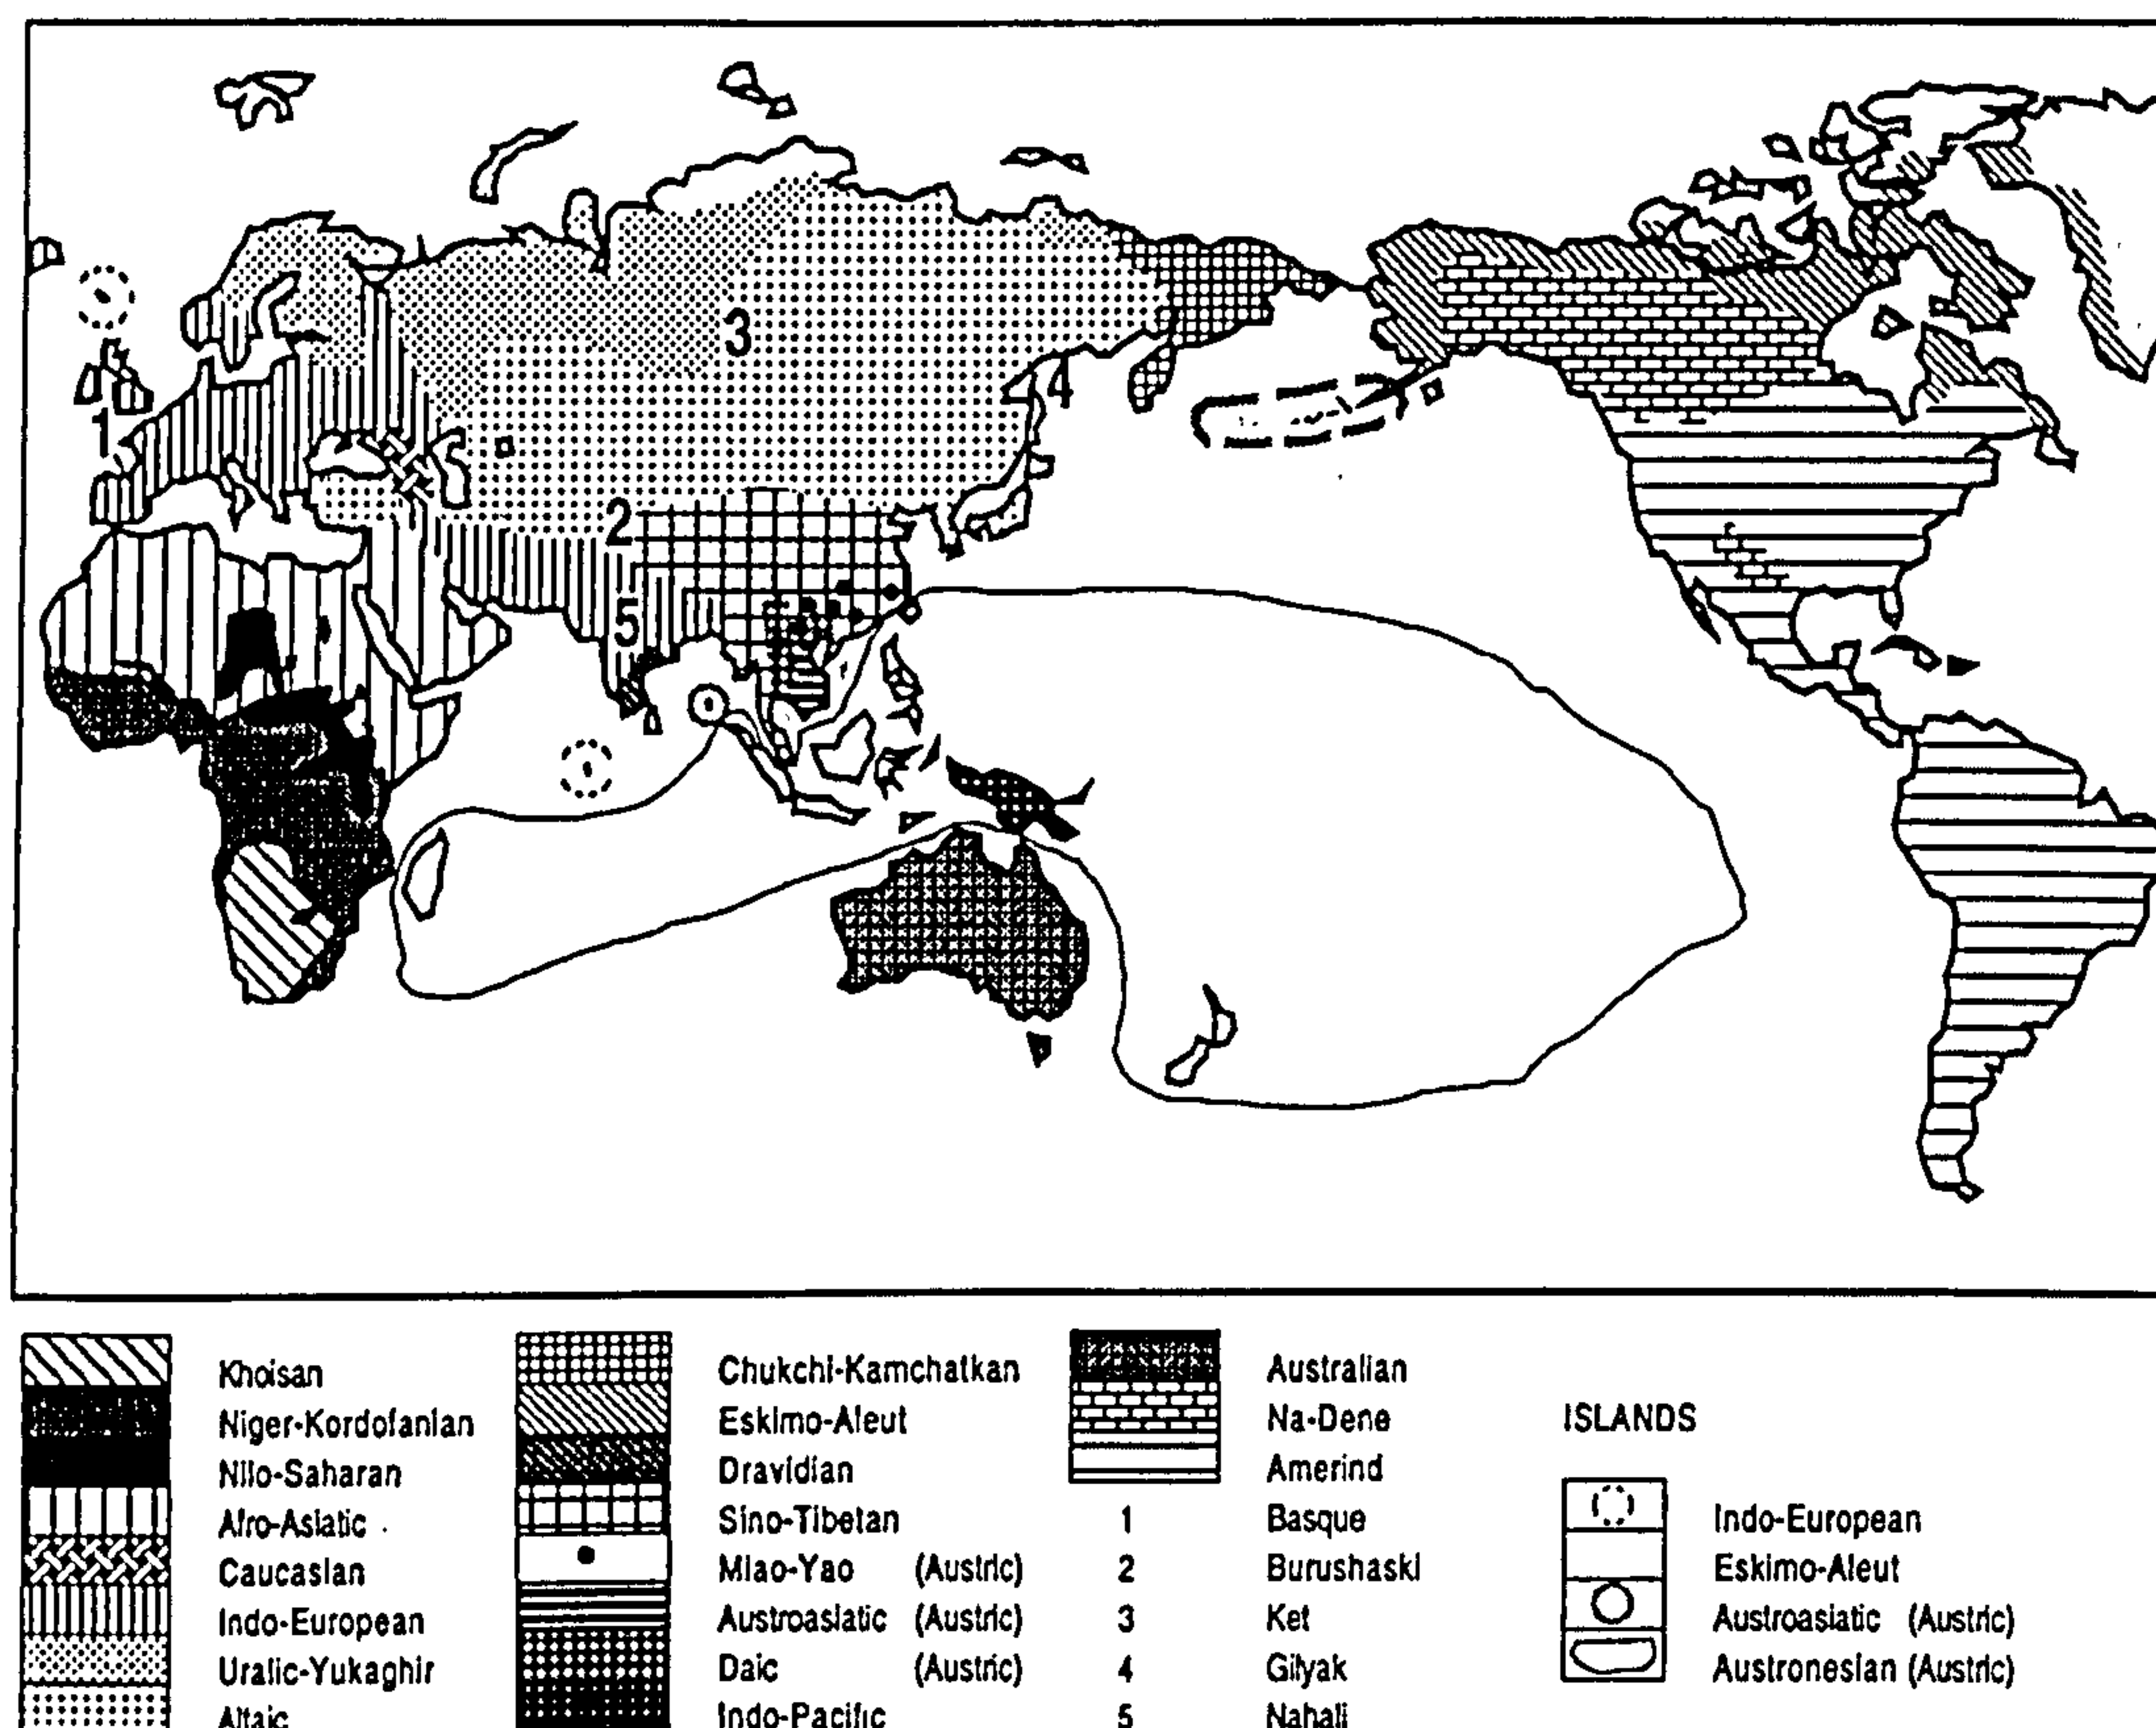 3
4
1
2
5
Khoisan
Niger-Kordofanian
Nilo-Saharan
Afro-Asiatic
Caucasian
Indo-European
Uralic-Yukaghir
Altaic
Chukchi-Kamchatkan
Eskimo-Aleut
Dravidian
Sino-Tibetan
Miao-Yao (Austric)
Austroasiatic (Austric)
Daic (Austric)
Indo-Pacific
Australian
Na-Dene
Amerind
1 Basque
2 Burushaski
3 Ket
4 Gilyak
5 Nahali
ISLANDS
Indo-European
Eskimo-Aleut
Austroasiatic (Austric)
Austronesian (Austric)